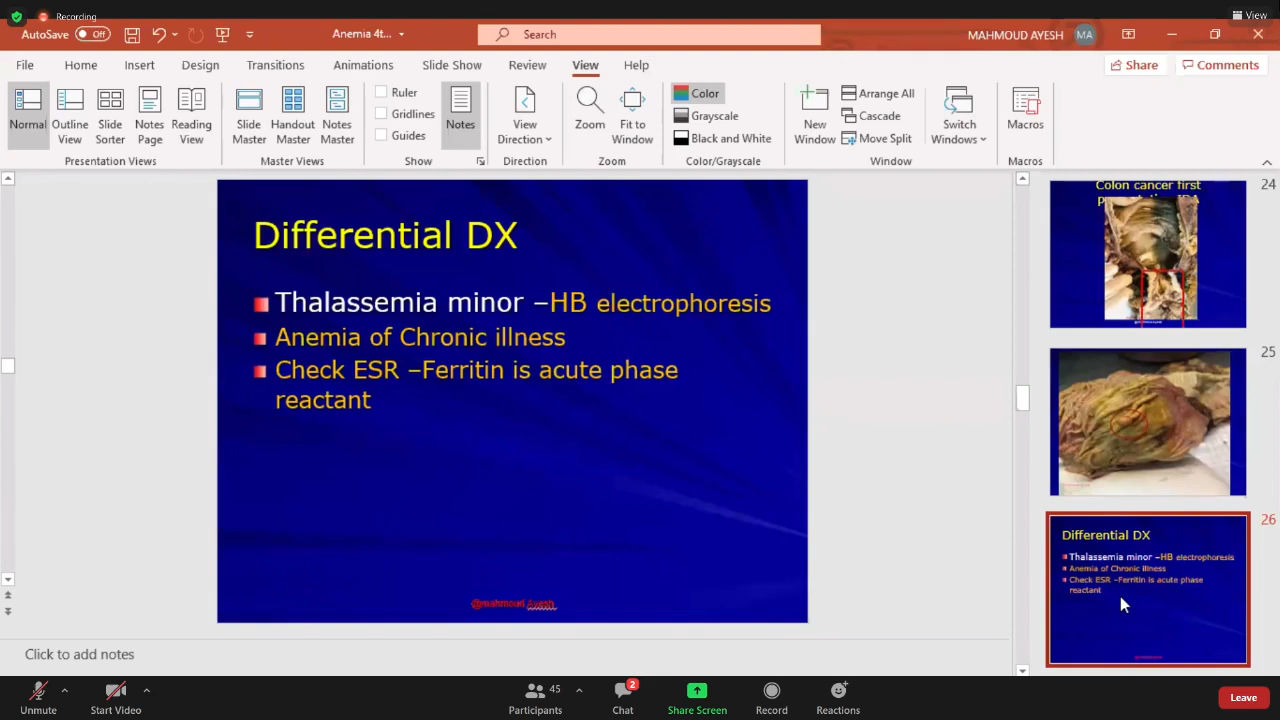 Recording
View
AutoSave Off
Anemia 4t...
Search
MAHMOUD AYESH MA
File Home Insert Design Transitions Animations Slide Show Review View Help
Share Comments
Normal Outline View Slide Sorter Notes Page Reading View
Presentation Views
Slide Master Handout Master Notes Master
Master Views
Ruler
Gridlines
Guides
Show
Notes
View Direction
Direction
Zoom Fit to Window
Zoom
Color
Grayscale
Black and White
Color/Grayscale
New Window
Arrange All
Cascade
Move Split
Switch Windows
Window
Macros
Macros
Differential DX
Thalassemia minor –HB electrophoresis
Anemia of Chronic illness
Check ESR –Ferritin is acute phase
reactant
@mahmoud Ayesh
Click to add notes
24
Colon cancer first
25
26
Differential DX
Thalassemia minor –HB electrophoresis
Anemia of Chronic illness
Check ESR –Ferritin is acute phase
reactant
Unmute
Start Video
45
Participants
2
Chat
Share Screen
Record
Reactions
Leave